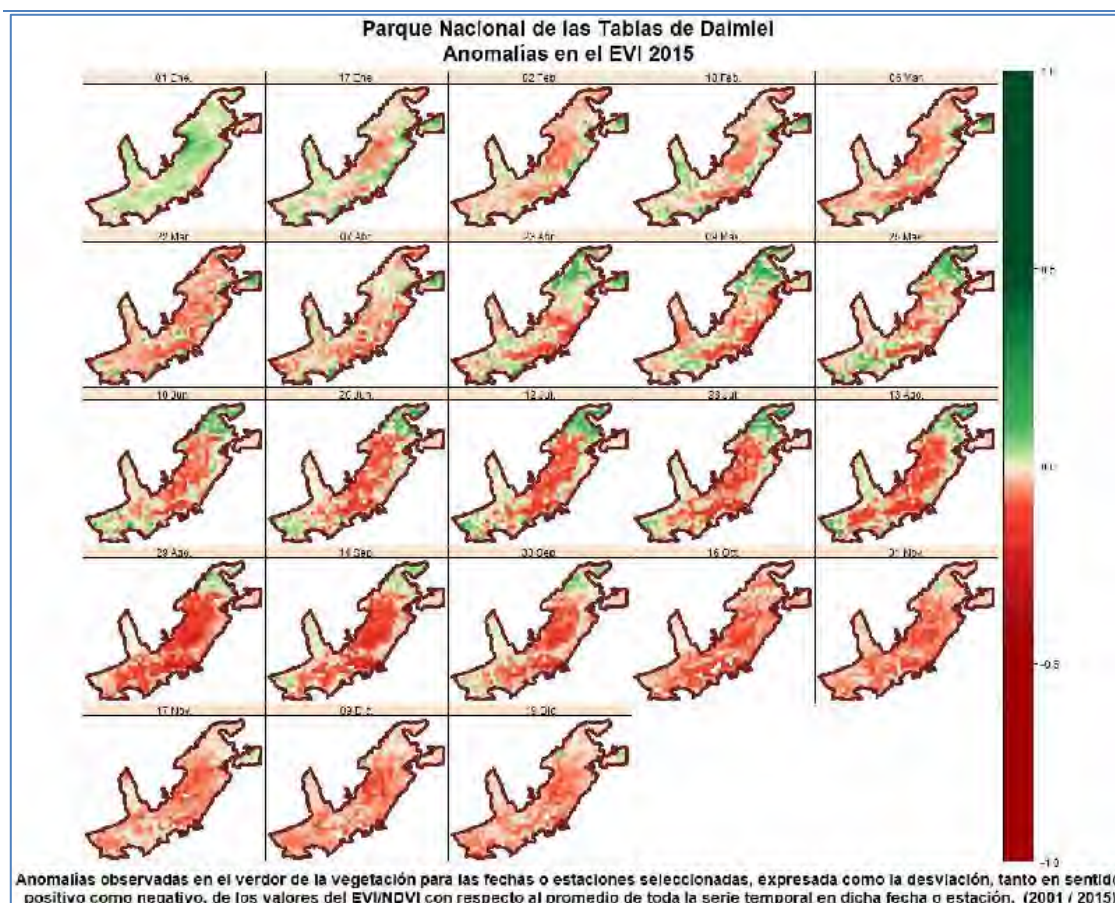 Parque Nacional de las Tablas de Daimiel
Anomalías en el EVI 2015
01 Ene. 17 Ene. 02 Feb. 18 Feb. 06 Mar.
22 Mar. 07 Abr. 23 Abr. 09 May. 25 May.
10 Jun. 26 Jun. 12 Jul. 28 Jul. 13 Ago.
29 Ago. 14 Sep. 30 Sep. 16 Oct. 01 Nov.
17 Nov. Dic. Dic.
1.0
0.5
0.0
-0.5
-1.0
Anomalías observadas en el verdor de la vegetación para las fechas o estaciones seleccionadas, expresada como la desviación, tanto en sentido
positivo como negativo, de los valores del EVI/NDVI con respecto al promedio de toda la serie temporal en dicha fecha o estación. (2001 / 2015)